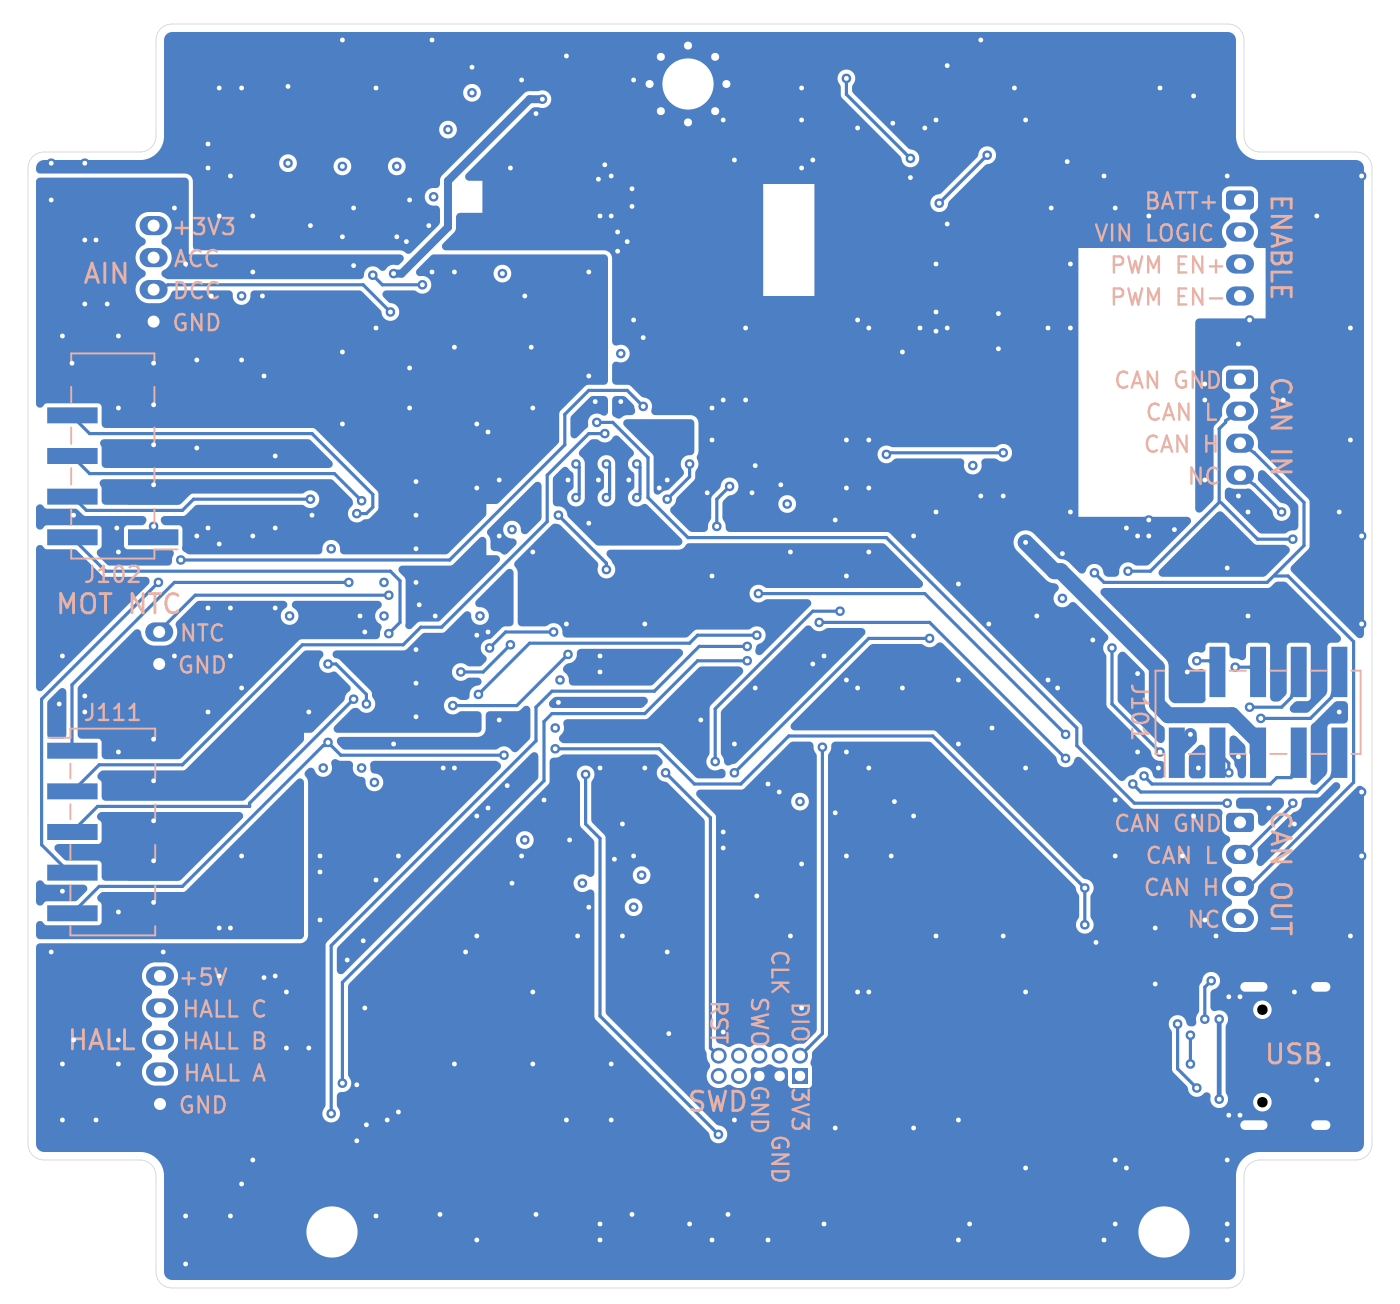 +3V3
ACC
AIN
DCC
GND
BATT+
VIN LOGIC
PWM EN+
PWM EN-
ENABLE
CAN GND
CAN L
CAN H
NC
CAN IN
J102
MOT NTC
NTC
GND
J111
J101
+5V
HALL C
HALL
HALL B
HALL A
GND
CLK
RST
SWO
DIO
SWD
GND
3V3
GND
CAN GND
CAN L
CAN H
NC
CAN OUT
USB